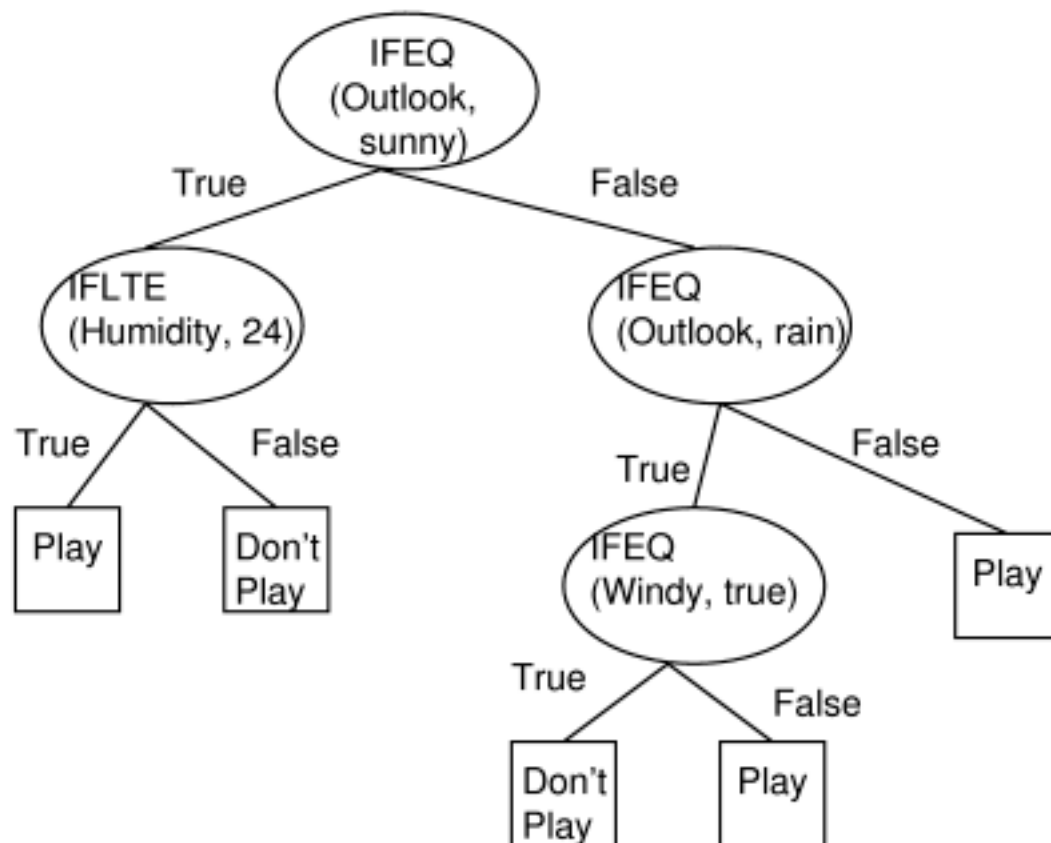 IFEQ
(Outlook,
sunny)
True
False
IFLTE
(Humidity, 24)
IFEQ
(Outlook, rain)
True
False
True
False
Play
Don't
Play
IFEQ
(Windy, true)
Play
True
False
Don't
Play
Play